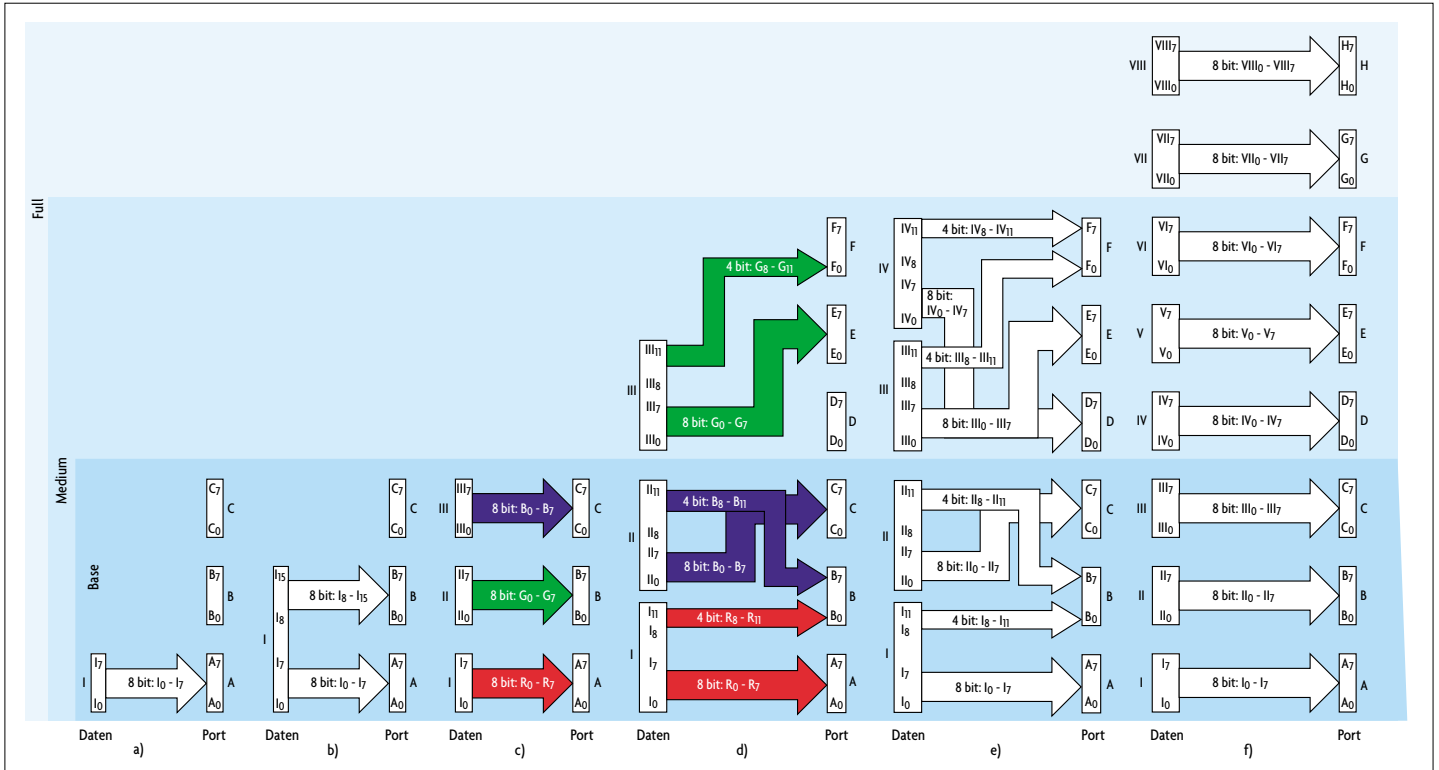 Full
Medium
Base
I₇
I₀
I
8 bit: I₀ - I₇
C₇
C₀
C
B₇
B₀
B
A₇
A₀
A
Daten
Port
a)
I₁₅
I₈
I₇
I₀
I
8 bit: I₈ - I₁₅
8 bit: I₀ - I₇
C₇
C₀
C
B₇
B₀
B
A₇
A₀
A
Daten
Port
b)
III₇
III₀
III
8 bit: B₀ - B₇
C₇
C₀
C
II₇
II₀
II
8 bit: G₀ - G₇
B₇
B₀
B
I₇
I₀
I
8 bit: R₀ - R₇
A₇
A₀
A
Daten
Port
c)
F₇
F₀
F
4 bit: G₈ - G₁₁
E₇
E₀
E
III₁₁
III₈
III₇
III₀
III
8 bit: G₀ - G₇
D₇
D₀
D
II₁₁
II₈
II₇
II₀
II
4 bit: B₈ - B₁₁
8 bit: B₀ - B₇
C₇
C₀
C
B₇
B₀
B
I₁₁
I₈
I₇
I₀
I
4 bit: R₈ - R₁₁
8 bit: R₀ - R₇
A₇
A₀
A
Daten
Port
d)
IV₁₁
IV₈
IV₇
IV₀
IV
4 bit: IV₈ - IV₁₁
8 bit:
IV₀ - IV₇
F₇
F₀
F
E₇
E₀
E
III₁₁
III₈
III₇
III₀
III
4 bit: III₈ - III₁₁
8 bit: III₀ - III₇
D₇
D₀
D
II₁₁
II₈
II₇
II₀
II
4 bit: II₈ - II₁₁
8 bit: II₀ - II₇
C₇
C₀
C
B₇
B₀
B
I₁₁
I₈
I₇
I₀
I
4 bit: I₈ - I₁₁
8 bit: I₀ - I₇
A₇
A₀
A
Daten
Port
e)
VIII₇
VIII₀
VIII
8 bit: VIII₀ - VIII₇
H₇
H₀
H
VII₇
VII₀
VII
8 bit: VII₀ - VII₇
G₇
G₀
G
VI₇
VI₀
VI
8 bit: VI₀ - VI₇
F₇
F₀
F
V₇
V₀
V
8 bit: V₀ - V₇
E₇
E₀
E
IV₇
IV₀
IV
8 bit: IV₀ - IV₇
D₇
D₀
D
III₇
III₀
III
8 bit: III₀ - III₇
C₇
C₀
C
II₇
II₀
II
8 bit: II₀ - II₇
B₇
B₀
B
I₇
I₀
I
8 bit: I₀ - I₇
A₇
A₀
A
Daten
Port
f)